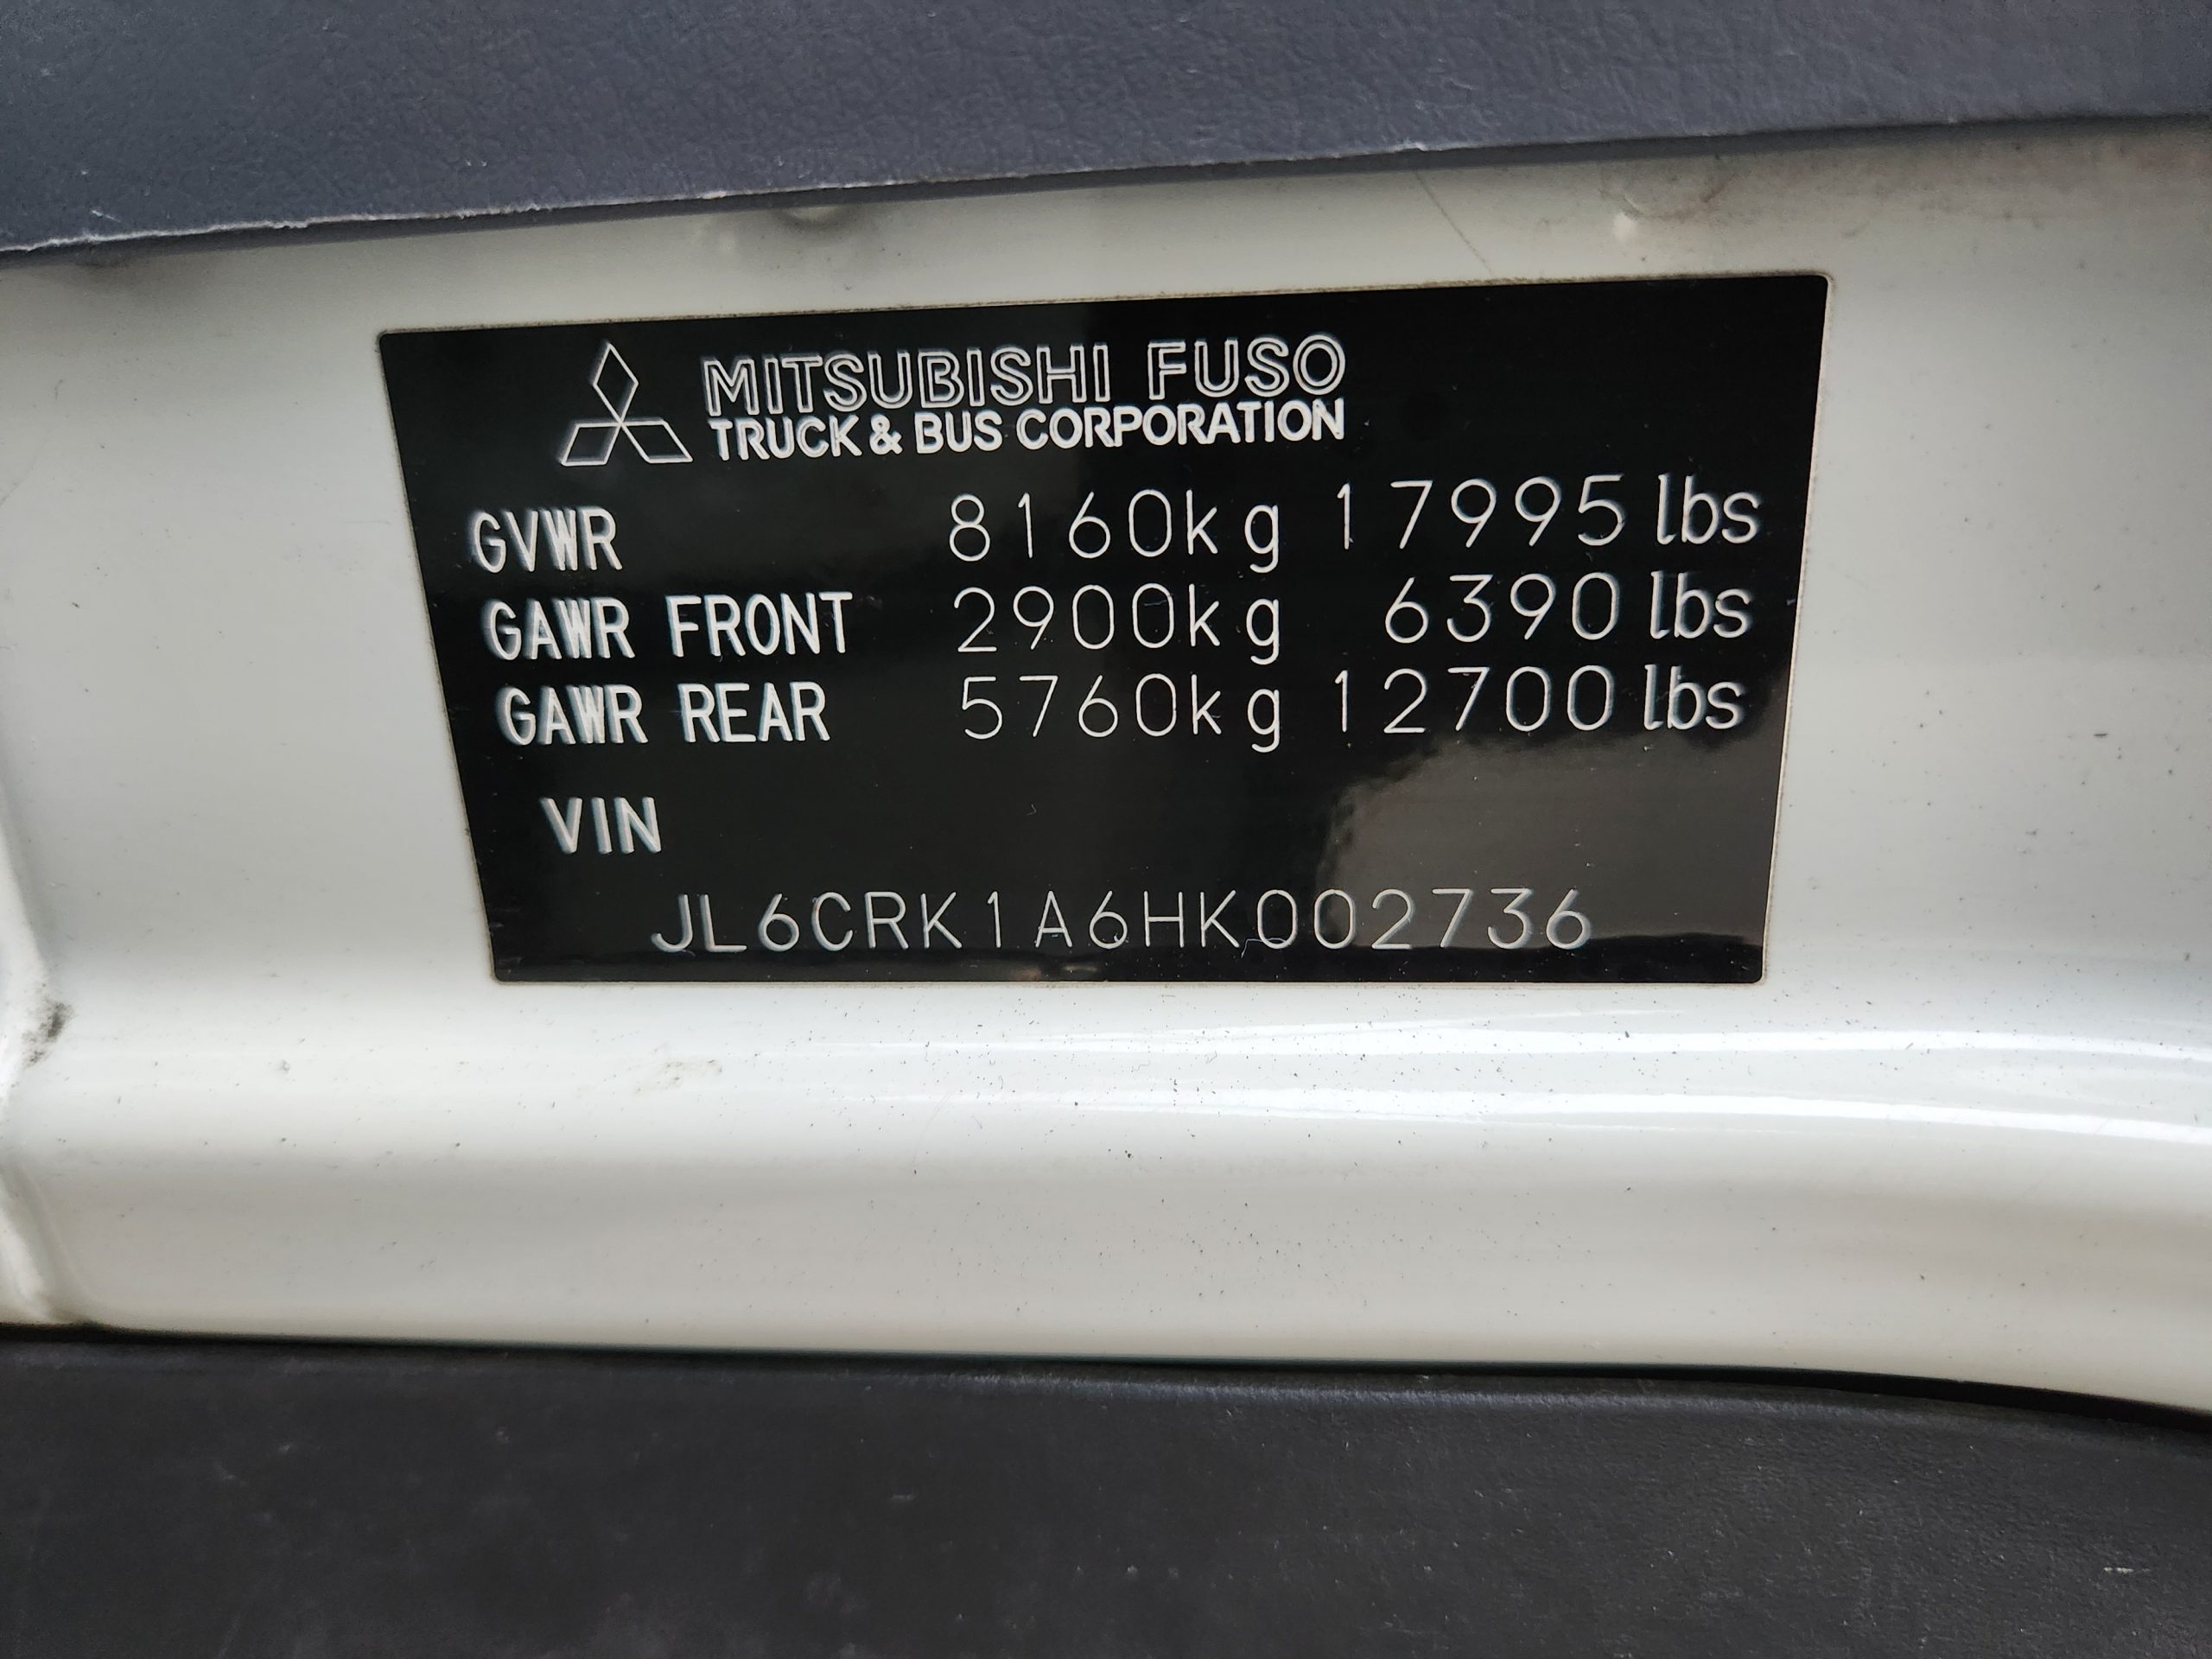 MITSUBISHI FUSO
TRUCK & BUS CORPORATION
GVWR 8160kg 17995 lbs
GAWR FRONT 2900kg 6390 lbs
GAWR REAR 5760kg 12700 lbs
VIN
JL6CRK1A6HK002736